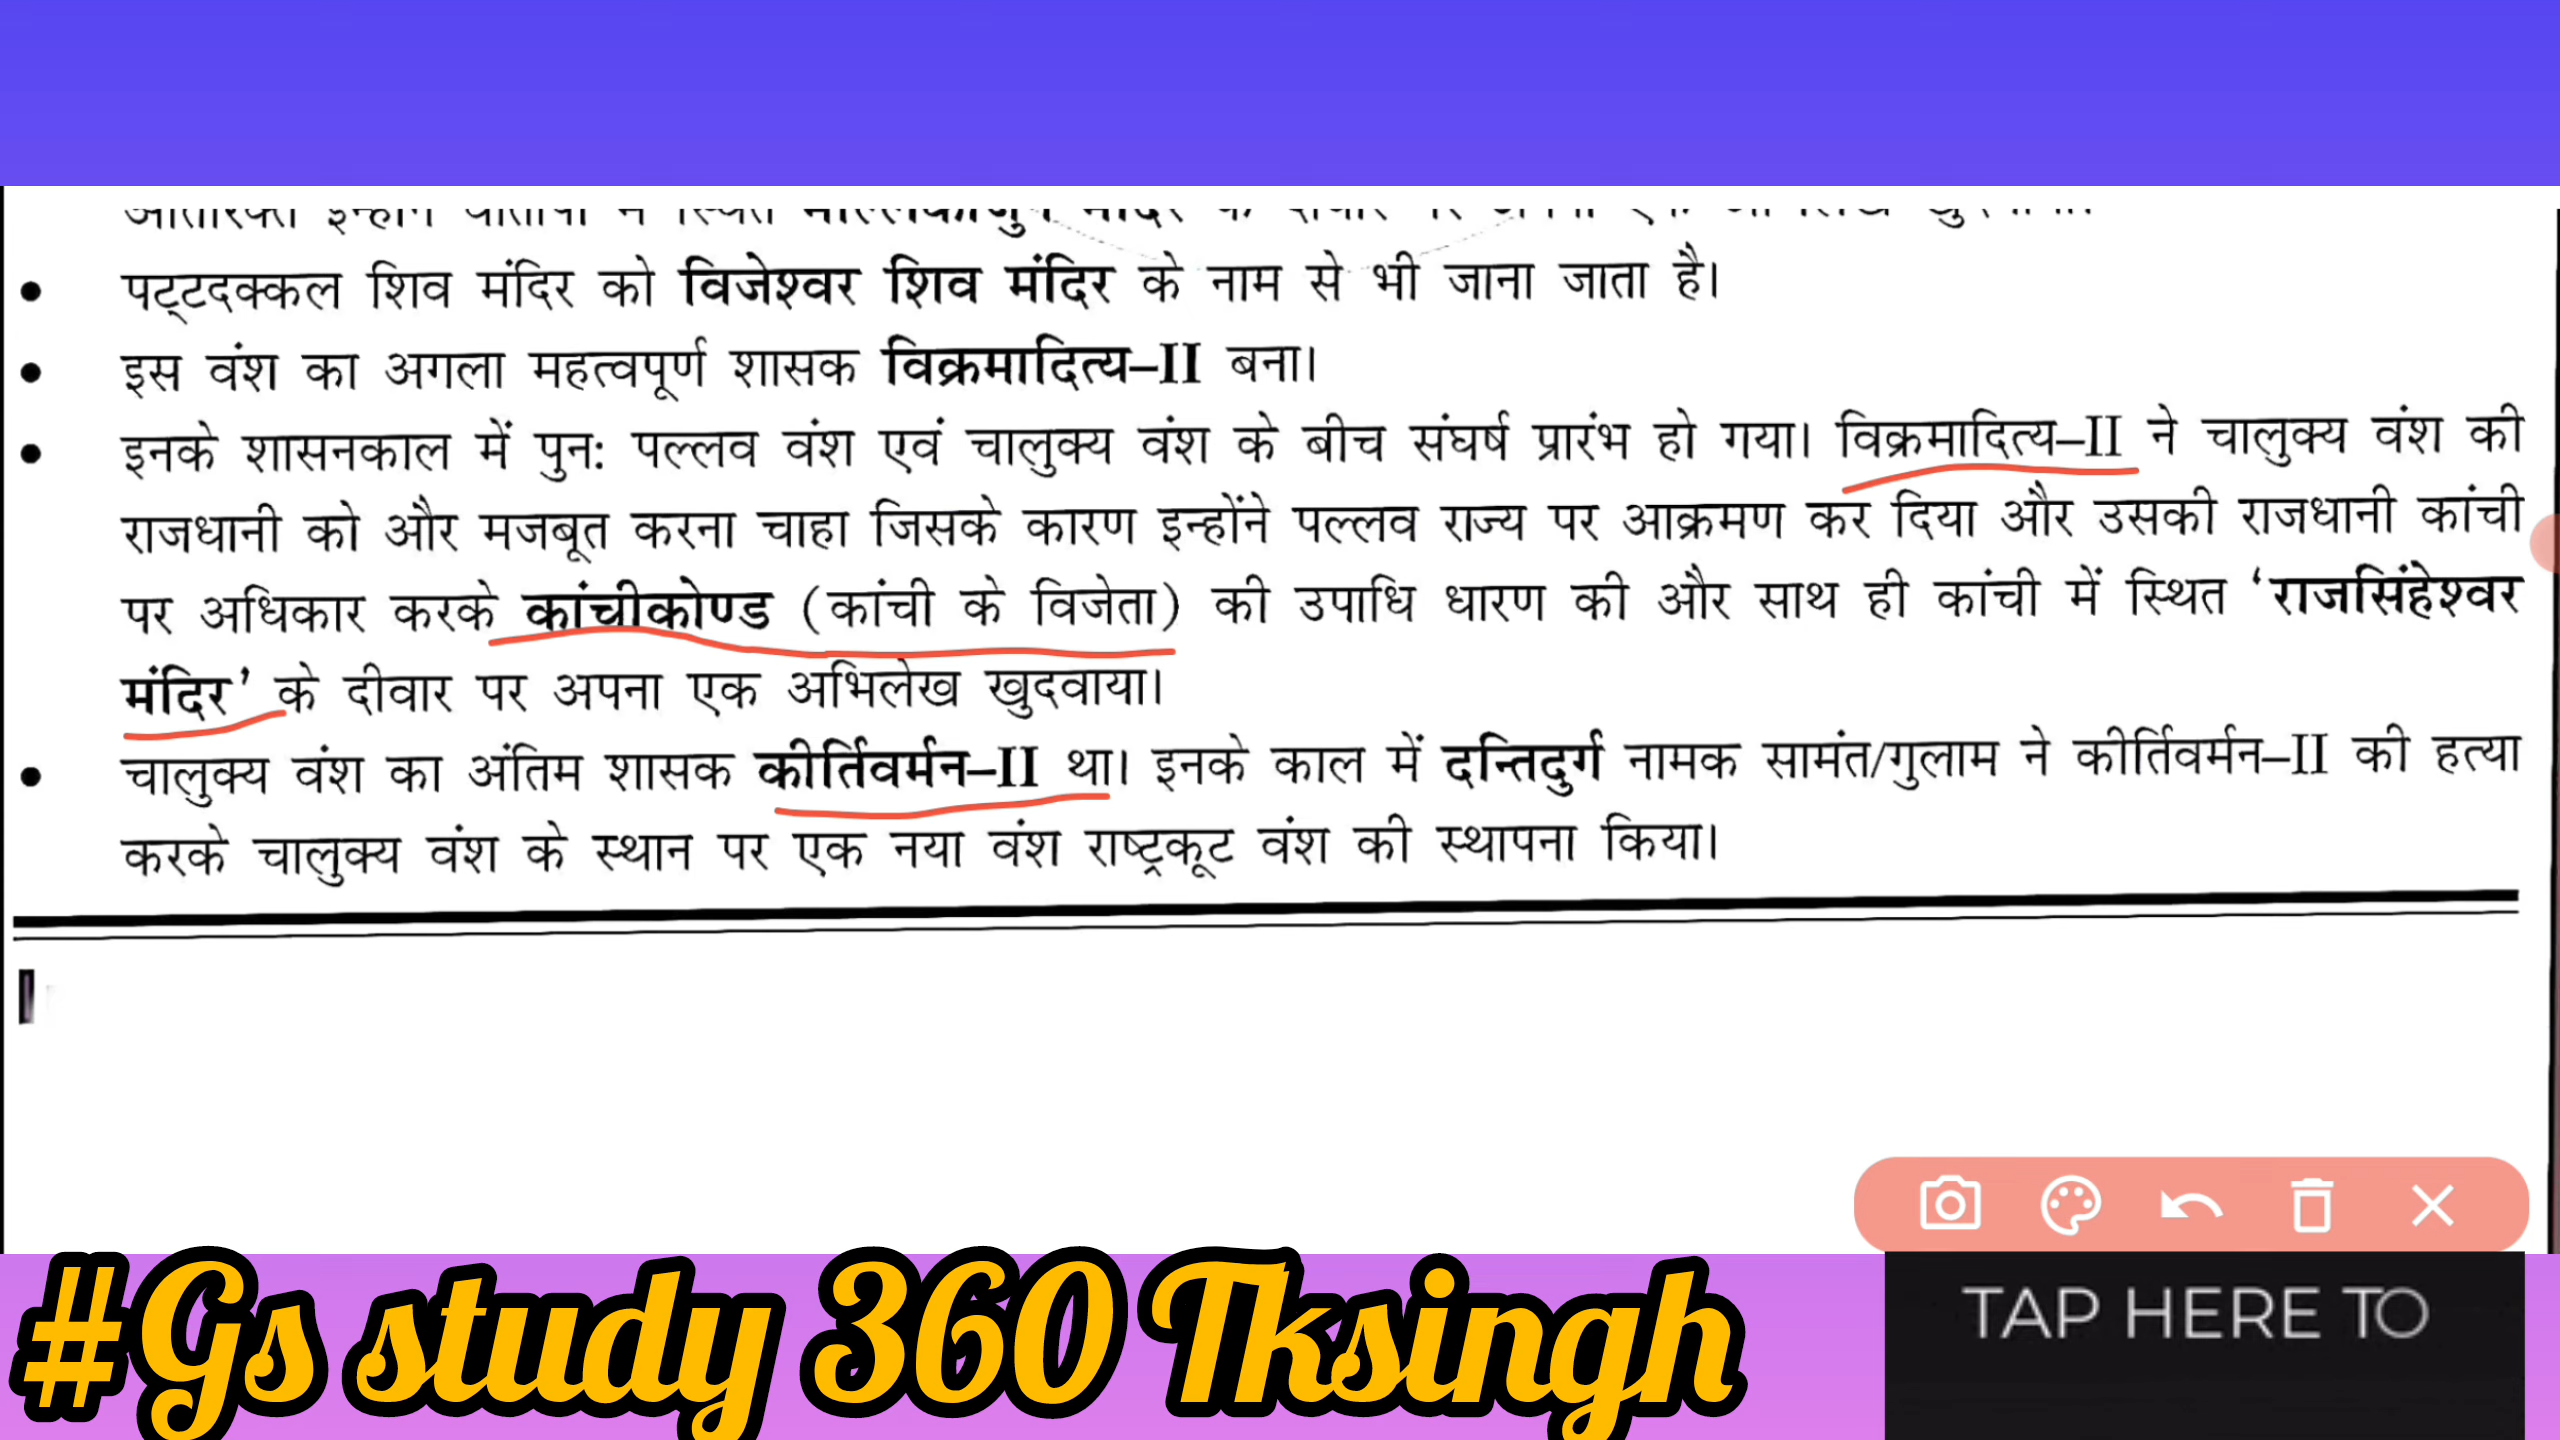 • पट्टदक्कल शिव मंदिर को विजेश्वर शिव मंदिर के नाम से भी जाना जाता है।
• इस वंश का अगला महत्वपूर्ण शासक विक्रमादित्य–II बना।
• इनके शासनकाल में पुन: पल्लव वंश एवं चालुक्य वंश के बीच संघर्ष प्रारंभ हो गया। विक्रमादित्य–II ने चालुक्य वंश की
राजधानी को और मजबूत करना चाहा जिसके कारण इन्होंने पल्लव राज्य पर आक्रमण कर दिया और उसकी राजधानी कांची
पर अधिकार करके कांचीकोण्ड (कांची के विजेता) की उपाधि धारण की और साथ ही कांची में स्थित ‘राजसिंहेश्वर
मंदिर’ के दीवार पर अपना एक अभिलेख खुदवाया।
• चालुक्य वंश का अंतिम शासक कीर्तिवर्मन–II था। इनके काल में दन्तिदुर्ग नामक सामंत/गुलाम ने कीर्तिवर्मन–II की हत्या
करके चालुक्य वंश के स्थान पर एक नया वंश राष्ट्रकूट वंश की स्थापना किया।
#Gs study 360 Tksingh
TAP HERE TO